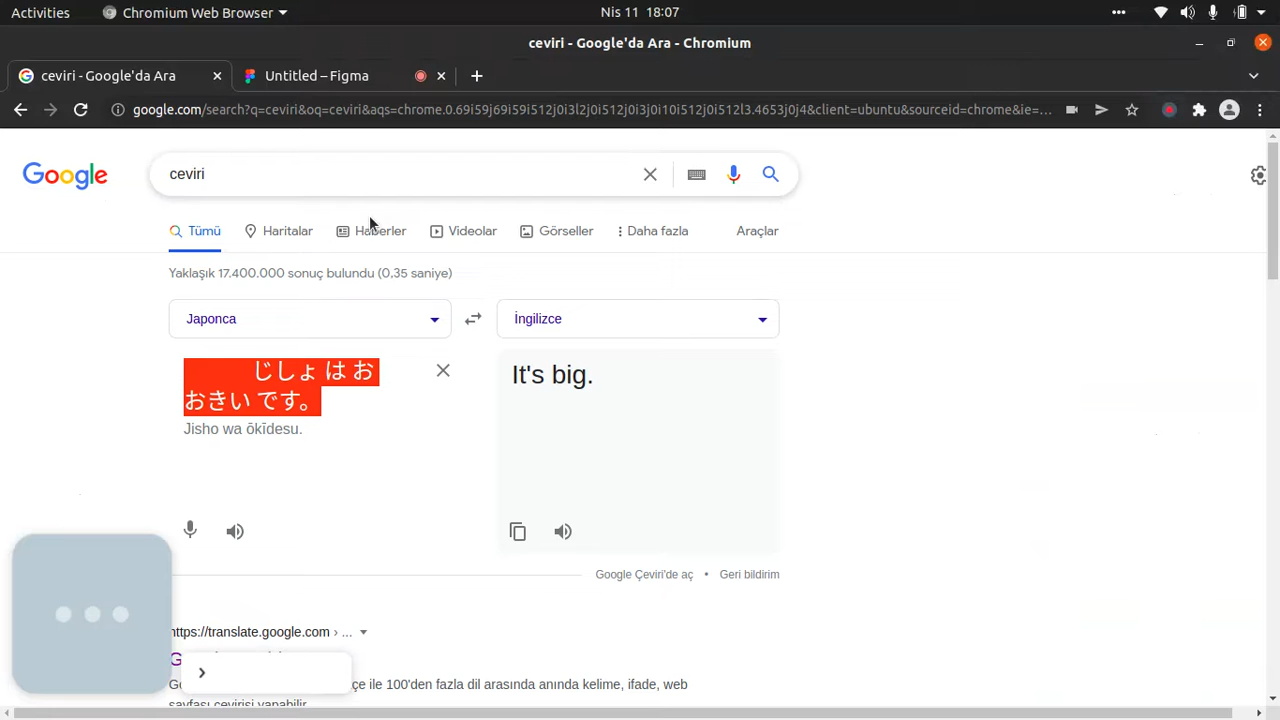 Activities
Chromium Web Browser
Nis 11 18:07
ceviri - Google'da Ara - Chromium
ceviri - Google'da Ara
Untitled – Figma
google.com/search?q=ceviri&oq=ceviri&aqs=chrome.0.69i59j69i59i512j0i3l2j0i512j0i3j0i10i512j0i512l3.4653j0j4&client=ubuntu&sourceid=chrome&ie=...
Google
ceviri
Tümü
Haritalar
Haberler
Videolar
Görseller
Daha fazla
Araçlar
Yaklaşık 17.400.000 sonuç bulundu (0,35 saniye)
Japonca
İngilizce
じしょ は お
おきい です。
Jisho wa ōkīdesu.
It's big.
Google Çeviri'de aç • Geri bildirim
https://translate.google.com › ...
çe ile 100'den fazla dil arasında anında kelime, ifade, web
sayfası çevirisi yapabilir.